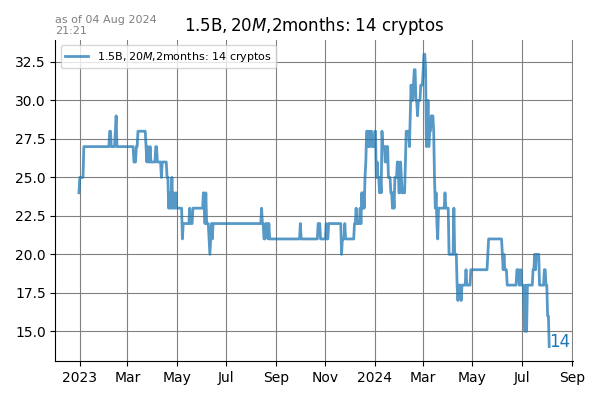 as of 04 Aug 2024
21:21
1.5B, 20M,2months: 14 cryptos
1.5B, 20M,2months: 14 cryptos
32.5
30.0
27.5
25.0
22.5
20.0
17.5
15.0
14
2023 Mar May Jul Sep Nov 2024 Mar May Jul Sep